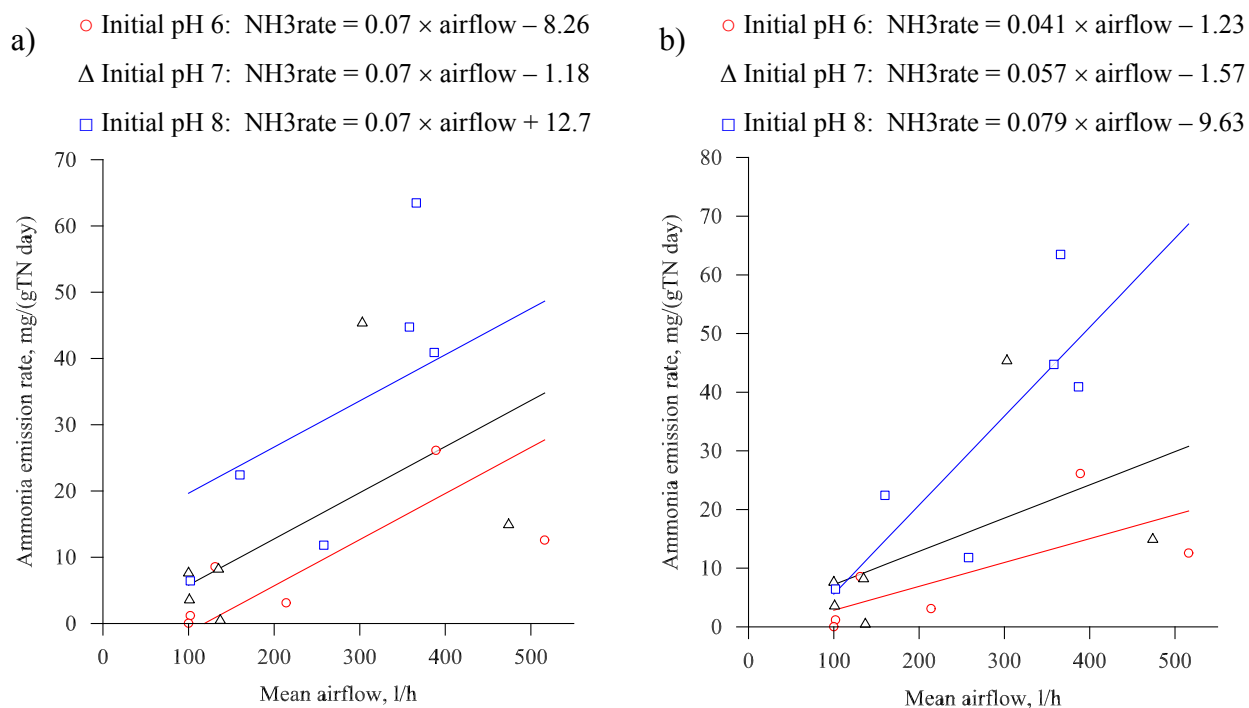 a)
○ Initial pH 6: NH3rate = 0.07 × airflow – 8.26
Δ Initial pH 7: NH3rate = 0.07 × airflow – 1.18
□ Initial pH 8: NH3rate = 0.07 × airflow + 12.7
70
60
50
40
30
20
10
0
Ammonia emission rate, mg/(gTN day)
0 100 200 300 400 500
Mean airflow, l/h
b)
○ Initial pH 6: NH3rate = 0.041 × airflow – 1.23
Δ Initial pH 7: NH3rate = 0.057 × airflow – 1.57
□ Initial pH 8: NH3rate = 0.079 × airflow – 9.63
80
70
60
50
40
30
20
10
0
Ammonia emission rate, mg/(gTN day)
0 100 200 300 400 500
Mean airflow, l/h